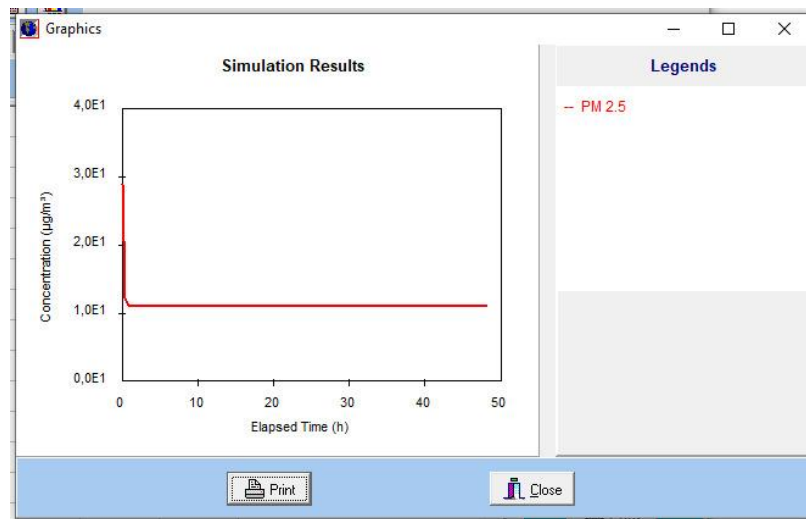 Graphics
Simulation Results
Legends
-- PM 2.5
4,0E1
3,0E1
2,0E1
1,0E1
0,0E1
Concentration (µg/m³)
0 10 20 30 40 50
Elapsed Time (h)
Print Close